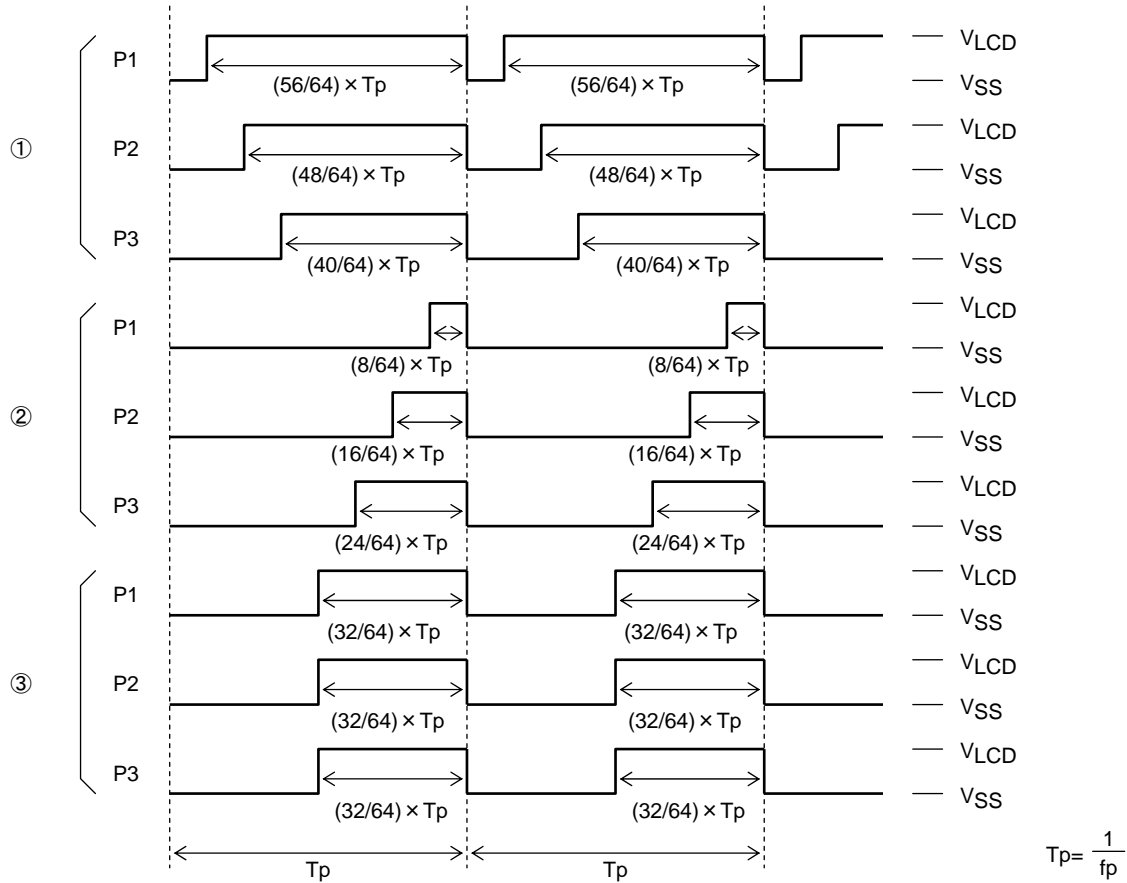 ①
P1
(56/64) × Tp
(56/64) × Tp
VLCD
VSS
P2
(48/64) × Tp
(48/64) × Tp
VLCD
VSS
P3
(40/64) × Tp
(40/64) × Tp
VLCD
VSS
②
P1
(8/64) × Tp
(8/64) × Tp
VLCD
VSS
P2
(16/64) × Tp
(16/64) × Tp
VLCD
VSS
P3
(24/64) × Tp
(24/64) × Tp
VLCD
VSS
③
P1
(32/64) × Tp
(32/64) × Tp
VLCD
VSS
P2
(32/64) × Tp
(32/64) × Tp
VLCD
VSS
P3
(32/64) × Tp
(32/64) × Tp
VLCD
VSS
Tp
Tp
Tp= 1/fp